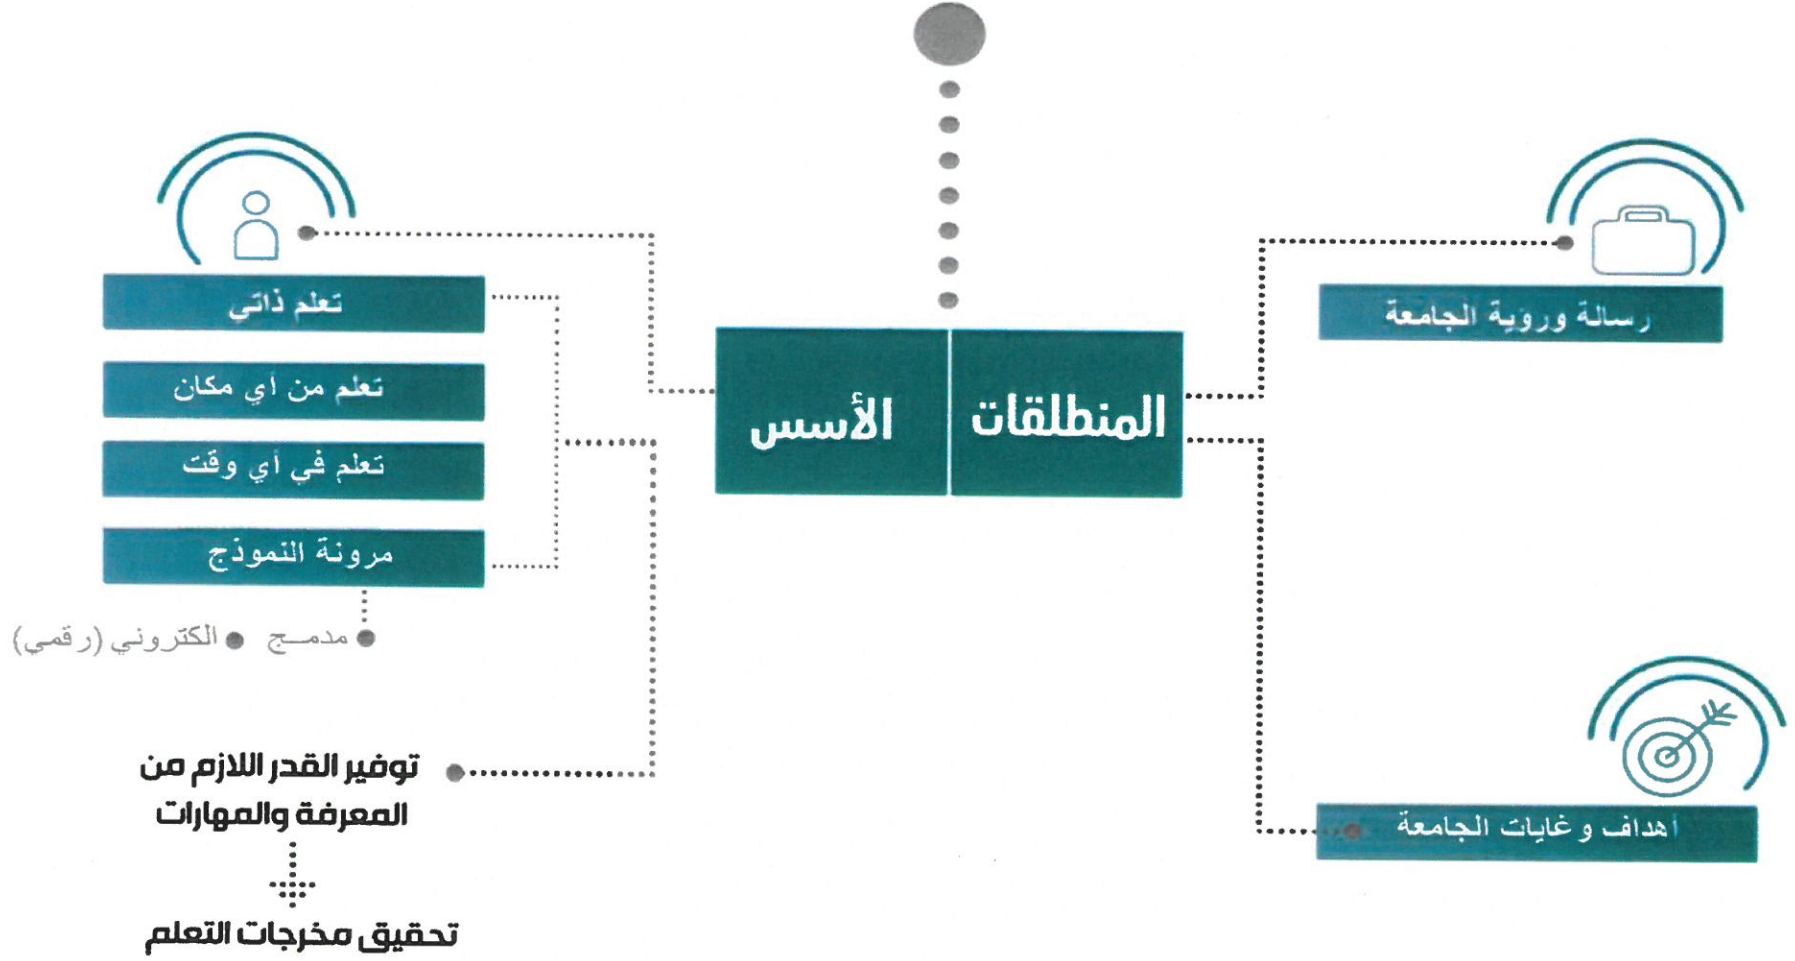 المنطلقات
الأسس
رسالة ورؤية الجامعة
أهداف وغايات الجامعة
تعلم ذاتي
تعلم من أي مكان
تعلم في أي وقت
مرونة النموذج
مدمج
الكتروني (رقمي)
توفير القدر اللازم من
المعرفة والمهارات
تحقيق مخرجات التعلم